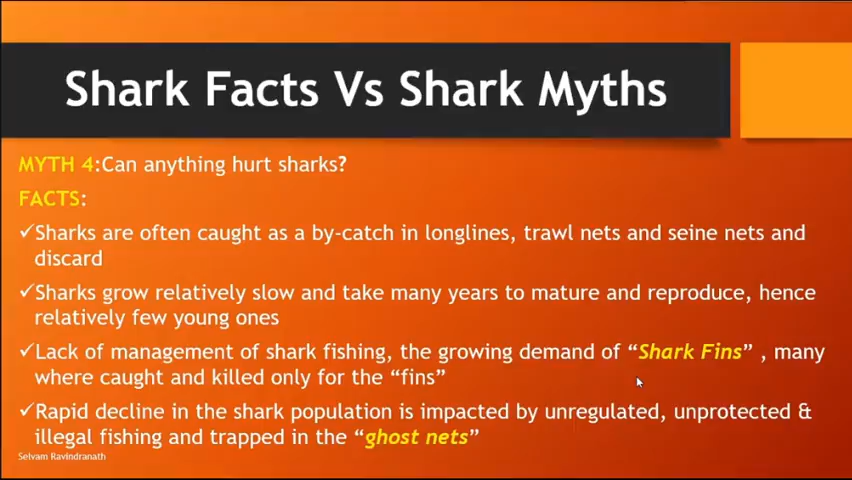 Shark Facts Vs Shark Myths
MYTH 4:Can anything hurt sharks?
FACTS:
✓Sharks are often caught as a by-catch in longlines, trawl nets and seine nets and
discard
✓Sharks grow relatively slow and take many years to mature and reproduce, hence
relatively few young ones
✓Lack of management of shark fishing, the growing demand of “Shark Fins” , many
where caught and killed only for the “fins”
✓Rapid decline in the shark population is impacted by unregulated, unprotected &
illegal fishing and trapped in the “ghost nets”
Selvam Ravindranath